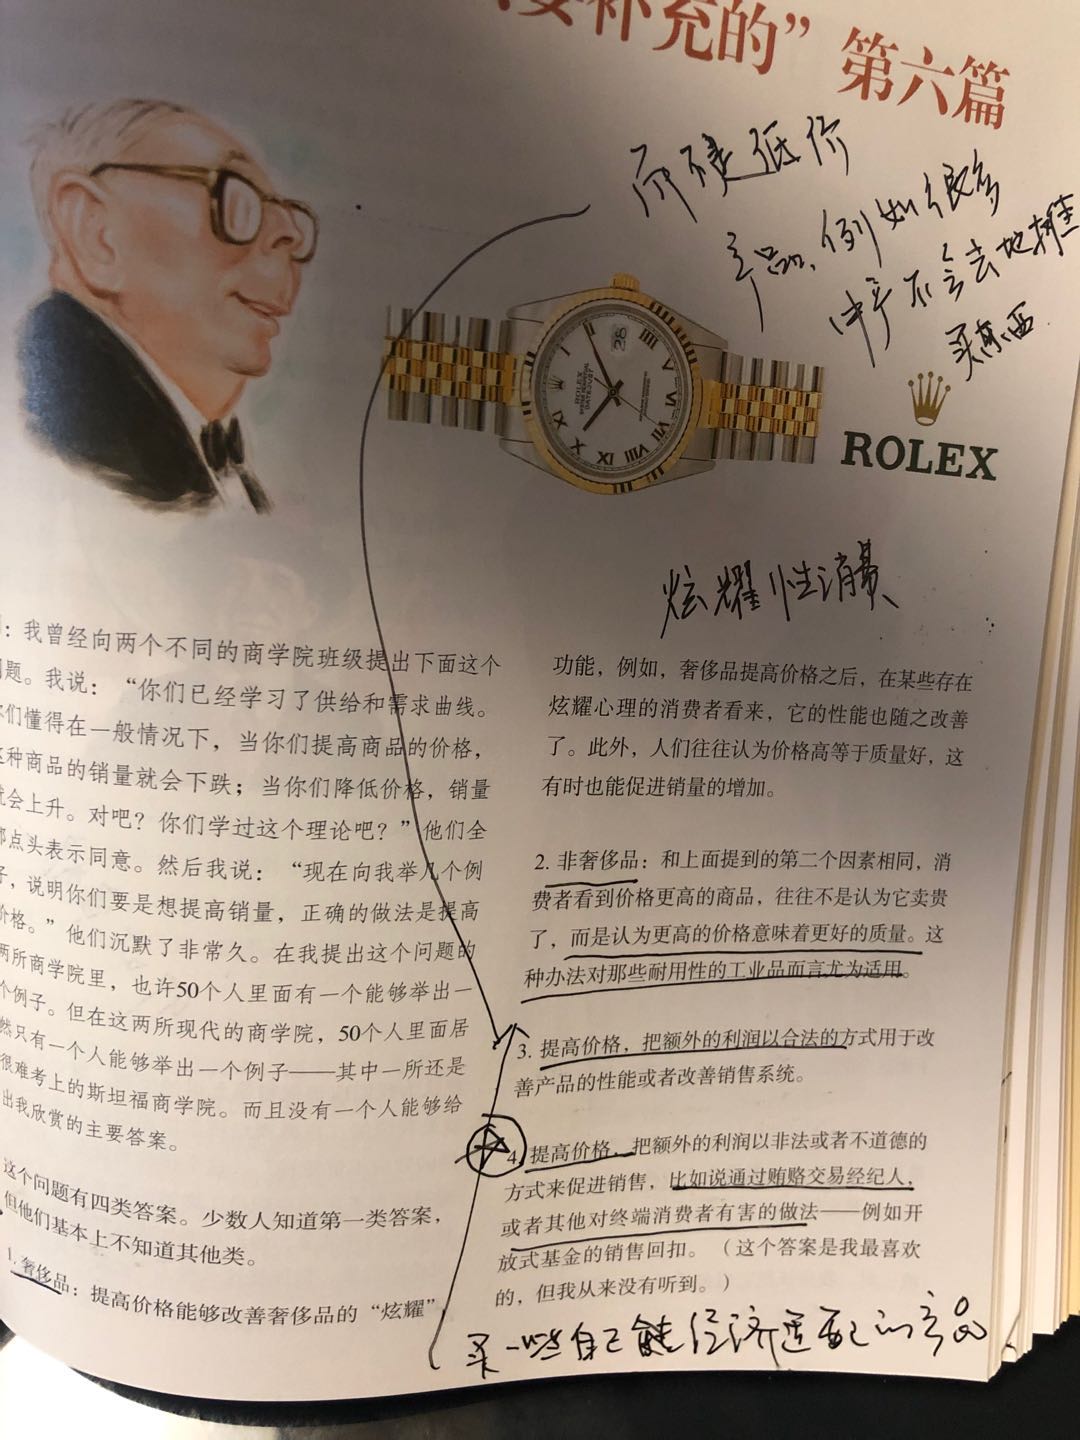 要补充的”第六篇
而不是低价
产品，例如很多
中产不会去地摊
买东西
ROLEX
炫耀性消费
：我曾经向两个不同的商学院班级提出下面这个
题。我说：“你们已经学习了供给和需求曲线。
们懂得在一般情况下，当你们提高商品的价格，
这种商品的销量就会下跌；当你们降低价格，销量
就会上升。对吧？你们学过这个理论吧？”他们全
都点头表示同意。然后我说：“现在向我举几个例
子，说明你们要是想提高销量，正确的做法是提高
价格。”他们沉默了非常久。在我提出这个问题的
两所商学院里，也许50个人里面有一个能够举出一
个例子。但在这两所现代的商学院，50个人里面居
然只有一个人能够举出一个例子——其中一所还是
很难考上的斯坦福商学院。而且没有一个人能够给
出我欣赏的主要答案。
这个问题有四类答案。少数人知道第一类答案，
但他们基本上不知道其他类。
1. 奢侈品：提高价格能够改善奢侈品的“炫耀”
功能，例如，奢侈品提高价格之后，在某些存在
炫耀心理的消费者看来，它的性能也随之改善
了。此外，人们往往认为价格高等于质量好，这
有时也能促进销量的增加。
2. 非奢侈品：和上面提到的第二个因素相同，消
费者看到价格更高的商品，往往不是认为它卖贵
了，而是认为更高的价格意味着更好的质量。这
种办法对那些耐用性的工业品而言尤为适用。
3. 提高价格，把额外的利润以合法的方式用于改
善产品的性能或者改善销售系统。
4. 提高价格，把额外的利润以非法或者不道德的
方式来促进销售，比如说通过贿赂交易经纪人，
或者其他对终端消费者有害的做法——例如开
放式基金的销售回扣。（这个答案是我最喜欢
的，但我从来没有听到。）
买一些自己能经济适配的产品